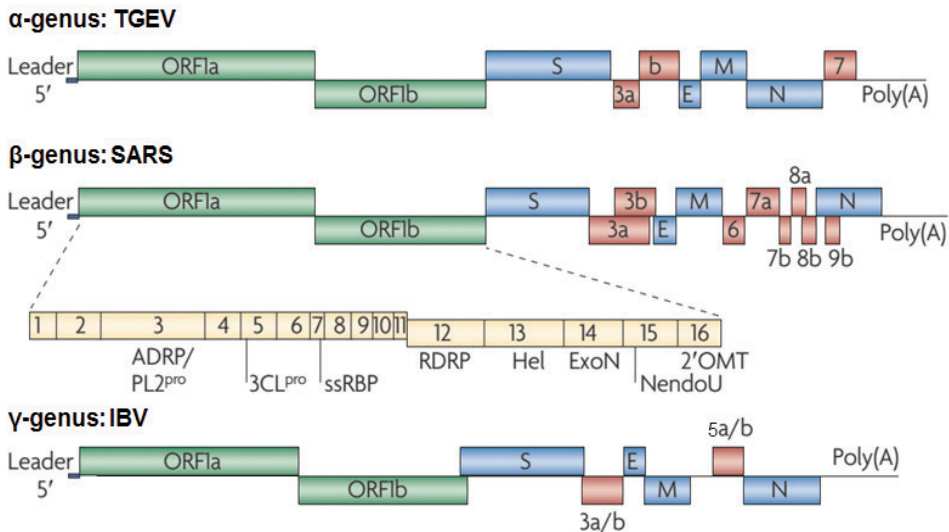 α-genus: TGEV
Leader ORF1a S b M 7
5′ ORF1b 3a E N Poly(A)
β-genus: SARS
8a
Leader ORF1a S 3b M 7a N
5′ ORF1b 3a E 6 Poly(A)
7b 8b 9b
1 2 3 4 5 6 7 8 9 10 11 12 13 14 15 16
ADRP/ RDRP Hel ExoN 2′OMT
PL2pro 3CLpro ssRBP NendoU
γ-genus: IBV
5a/b
Leader ORF1a S E Poly(A)
5′ ORF1b M N
3a/b